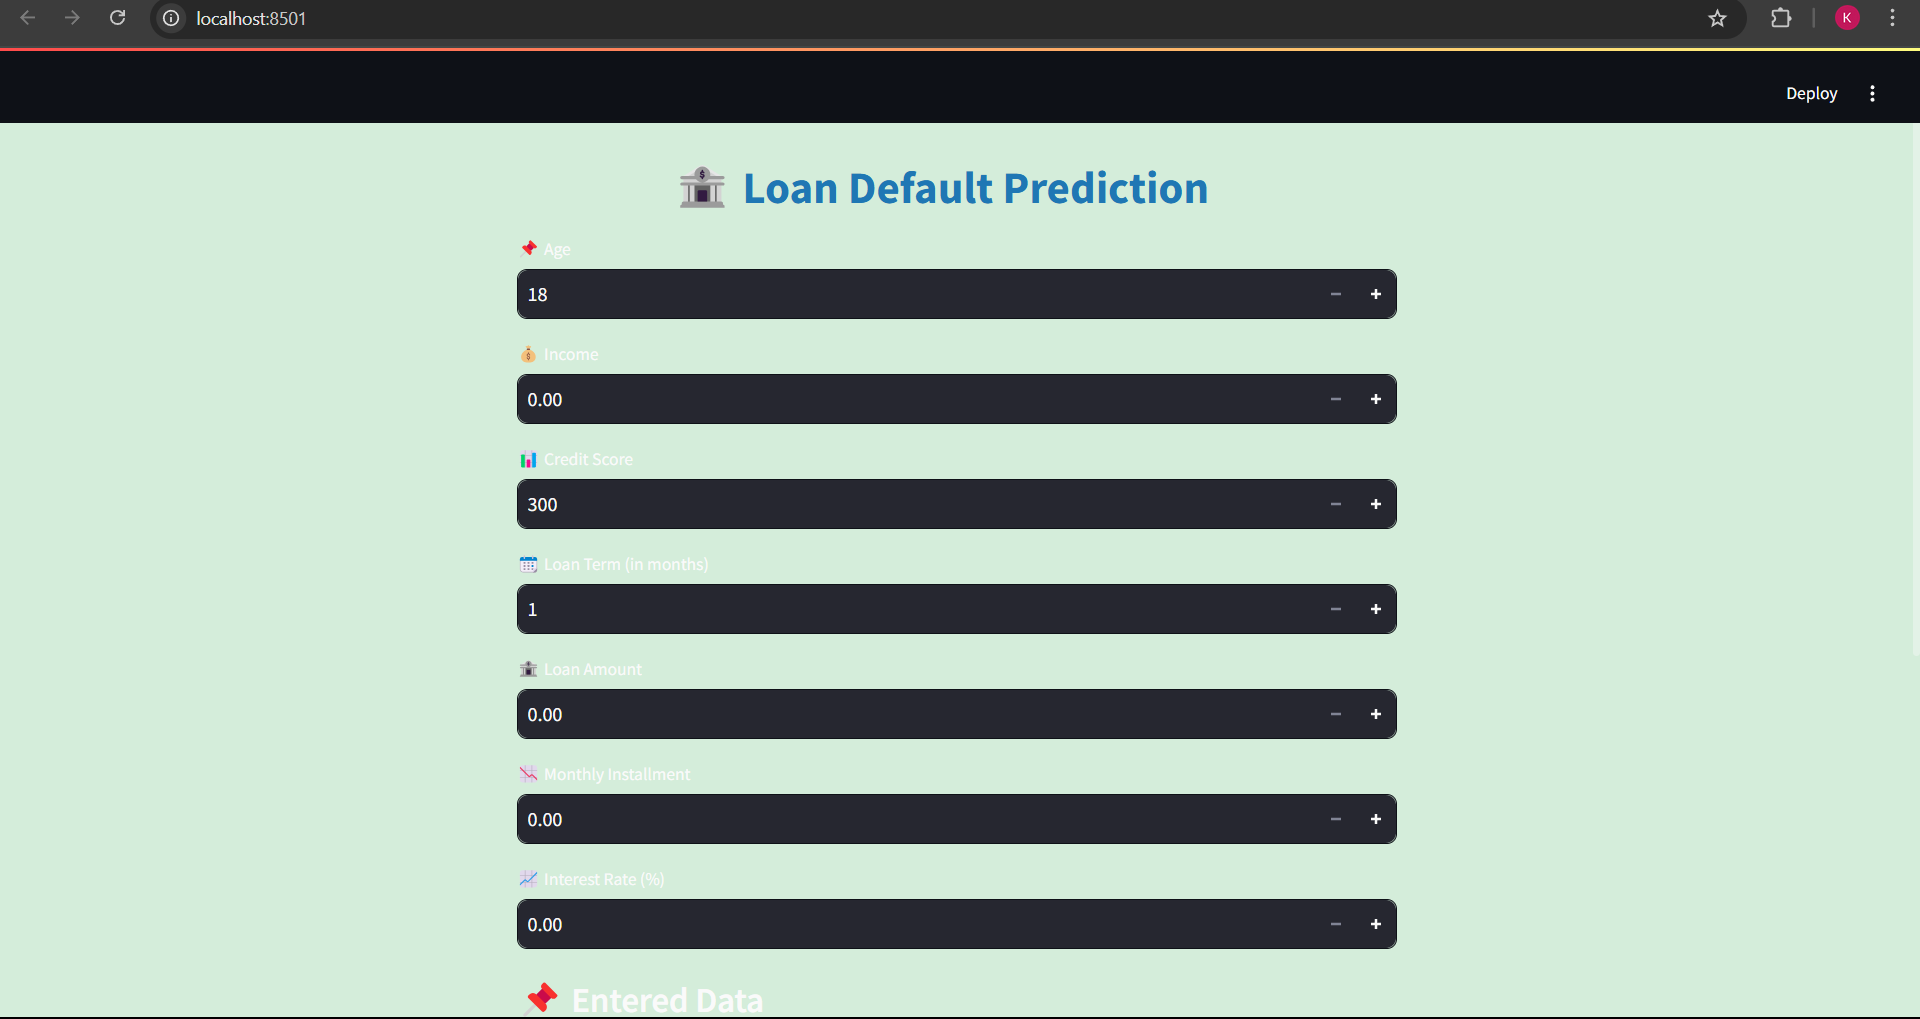 localhost:8501
K
Deploy
Loan Default Prediction
Age
18
Income
0.00
Credit Score
300
Loan Term (in months)
1
Loan Amount
0.00
Monthly Installment
0.00
Interest Rate (%)
0.00
Entered Data